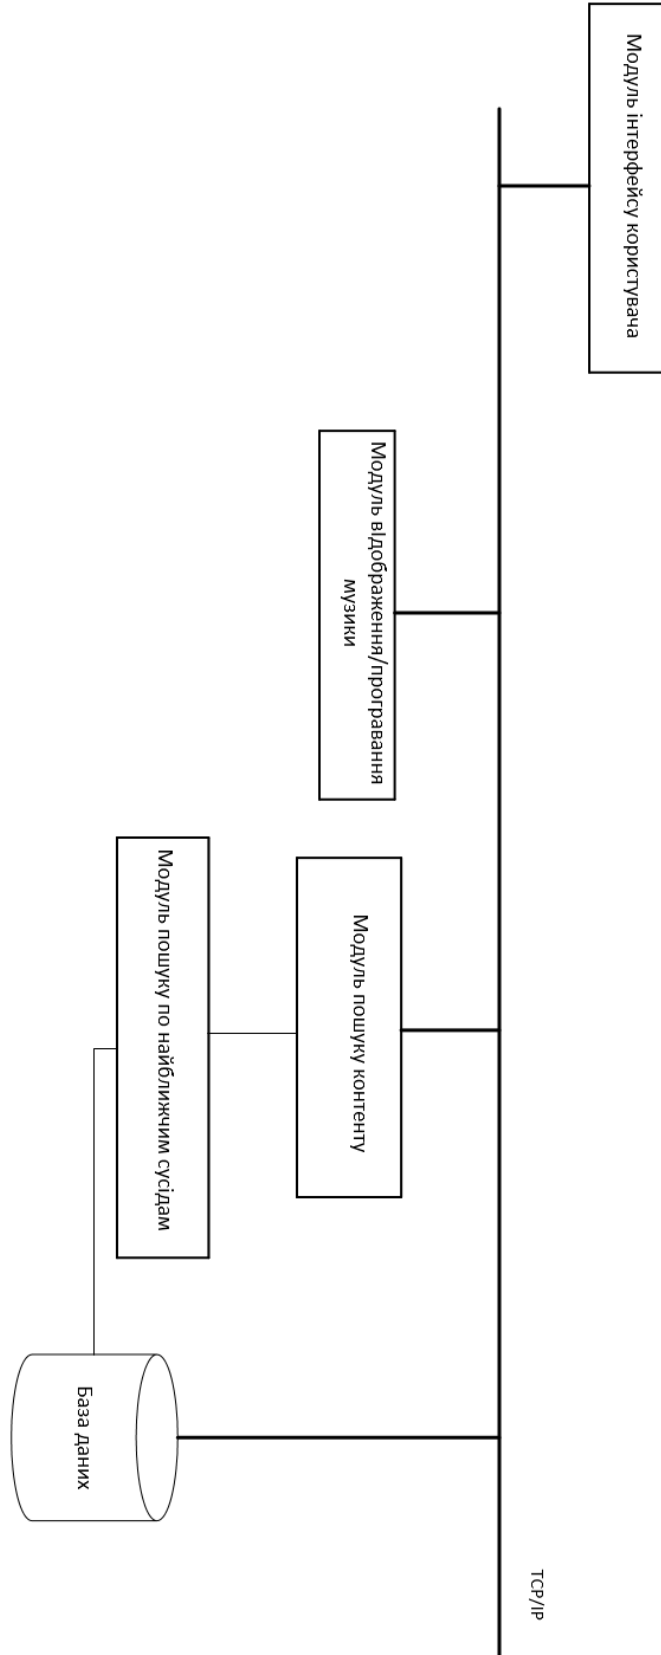 Модуль інтерфейсу користувача
TCP/IP
Модуль відображення/програвання
музики
Модуль пошуку контенту
Модуль пошуку по найближчим сусідам
База даних